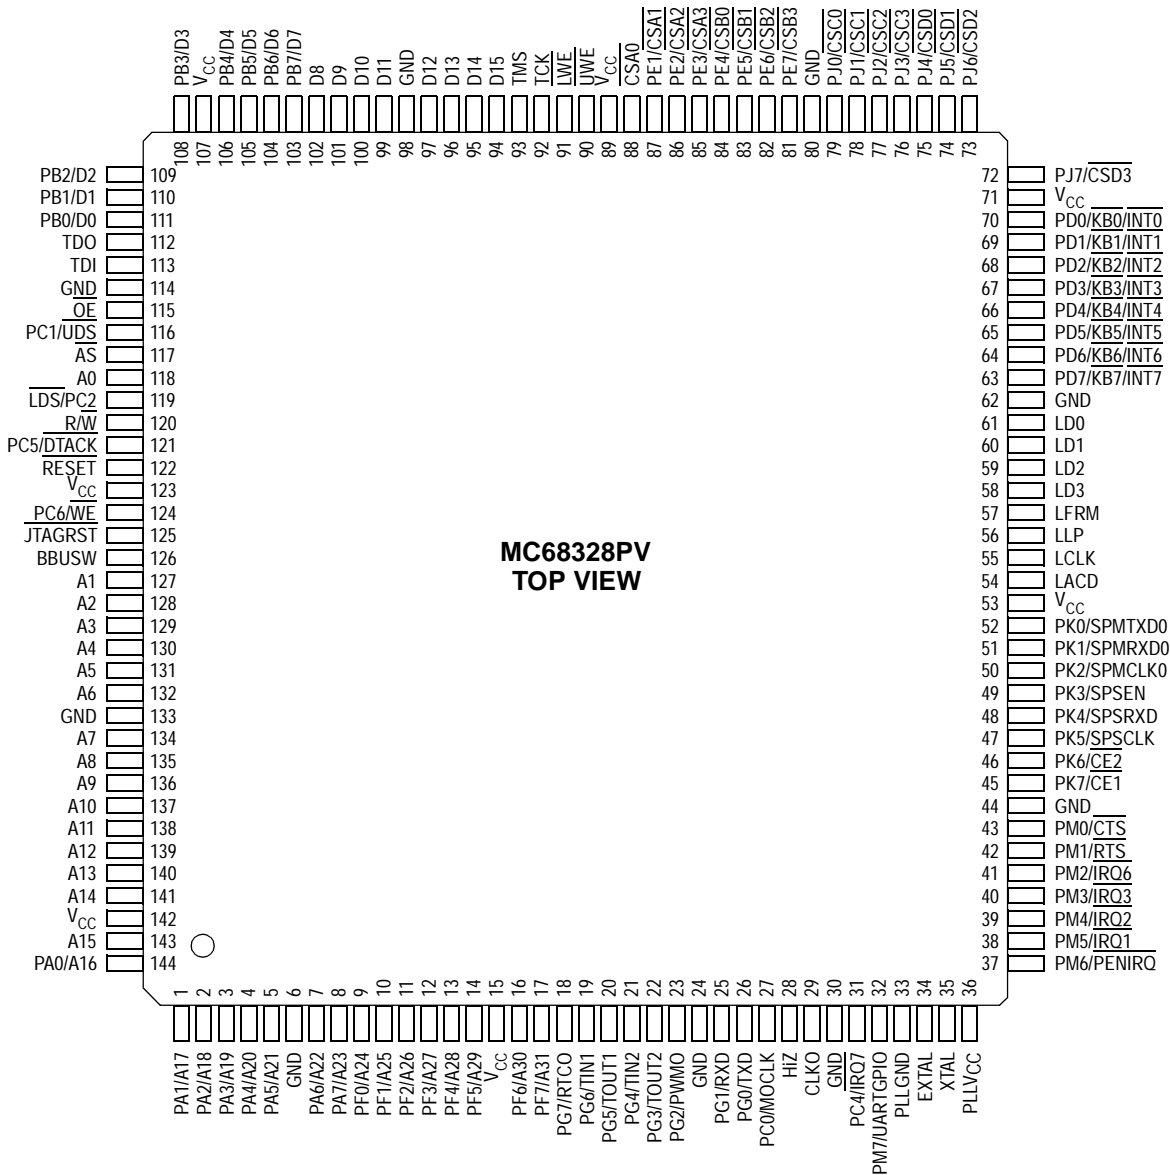 PB3/D3
VCC
PB4/D4
PB5/D5
PB6/D6
PB7/D7
D8
D9
D10
D11
GND
D12
D13
D14
D15
TMS
TCK
LWE
UWE
VCC
CSA0
PE1/CSA1
PE2/CSA2
PE3/CSA3
PE4/CSB0
PE5/CSB1
PE6/CSB2
PE7/CSB3
GND
PJ0/CSC0
PJ1/CSC1
PJ2/CSC2
PJ3/CSC3
PJ4/CSD0
PJ5/CSD1
PJ6/CSD2
108 107 106 105 104 103 102 101 100 99 98 97 96 95 94 93 92 91 90 89 88 87 86 85 84 83 82 81 80 79 78 77 76 75 74 73
PB2/D2 109
PB1/D1 110
PB0/D0 111
TDO 112
TDI 113
GND 114
OE 115
PC1/UDS 116
AS 117
A0 118
LDS/PC2 119
R/W 120
PC5/DTACK 121
RESET 122
VCC 123
PC6/WE 124
JTAGRST 125
BBUSW 126
A1 127
A2 128
A3 129
A4 130
A5 131
A6 132
GND 133
A7 134
A8 135
A9 136
A10 137
A11 138
A12 139
A13 140
A14 141
VCC 142
A15 143
PA0/A16 144
MC68328PV
TOP VIEW
72 PJ7/CSD3
71 VCC
70 PD0/KB0/INT0
69 PD1/KB1/INT1
68 PD2/KB2/INT2
67 PD3/KB3/INT3
66 PD4/KB4/INT4
65 PD5/KB5/INT5
64 PD6/KB6/INT6
63 PD7/KB7/INT7
62 GND
61 LD0
60 LD1
59 LD2
58 LD3
57 LFRM
56 LLP
55 LCLK
54 LACD
53 VCC
52 PK0/SPMTXD0
51 PK1/SPMRXD0
50 PK2/SPMCLK0
49 PK3/SPSEN
48 PK4/SPSRXD
47 PK5/SPSCLK
46 PK6/CE2
45 PK7/CE1
44 GND
43 PM0/CTS
42 PM1/RTS
41 PM2/IRQ6
40 PM3/IRQ3
39 PM4/IRQ2
38 PM5/IRQ1
37 PM6/PENIRQ
1 2 3 4 5 6 7 8 9 10 11 12 13 14 15 16 17 18 19 20 21 22 23 24 25 26 27 28 29 30 31 32 33 34 35 36
PA1/A17
PA2/A18
PA3/A19
PA4/A20
PA5/A21
GND
PA6/A22
PA7/A23
PF0/A24
PF1/A25
PF2/A26
PF3/A27
PF4/A28
PF5/A29
VCC
PF6/A30
PF7/A31
PG7/RTCO
PG6/TIN1
PG5/TOUT1
PG4/TIN2
PG3/TOUT2
PG2/PWMO
GND
PG1/RXD
PG0/TXD
PC0/MOCLK
HiZ
CLKO
GND
PC4/IRQ7
PM7/UARTGPIO
PLLGND
EXTAL
XTAL
PLLVCC